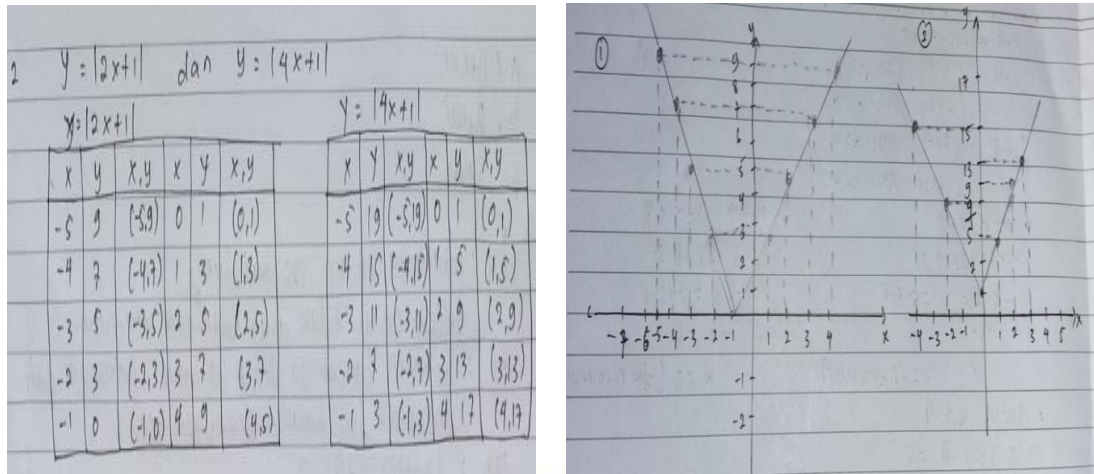 2 y = |2x+1| dan y = |4x+1|
y=|2x+1|
x y x,y x y x,y
-5 9 (-5,9) 0 1 (0,1)
-4 7 (-4,7) 1 3 (1,3)
-3 5 (-3,5) 2 5 (2,5)
-2 3 (-2,3) 3 7 (3,7
-1 0 (-1,0) 4 9 (4,5)
y = |4x+1|
x y x,y x y x,y
-5 19 (-5,19) 0 1 (0,1)
-4 15 (-4,15) 1 5 (1,5)
-3 11 (-3,11) 2 9 (2,9)
-2 7 (-2,7) 3 13 (3,13)
-1 3 (-1,3) 4 17 (4,17
①
y
9
8
7
6
5
4
3
2
1
-7 -6 -5 -4 -3 -2 -1 1 2 3 4 x
-1
-2
②
y
17
15
13
9
5
2
1
-4 -3 -2 -1 1 2 3 4 5 x